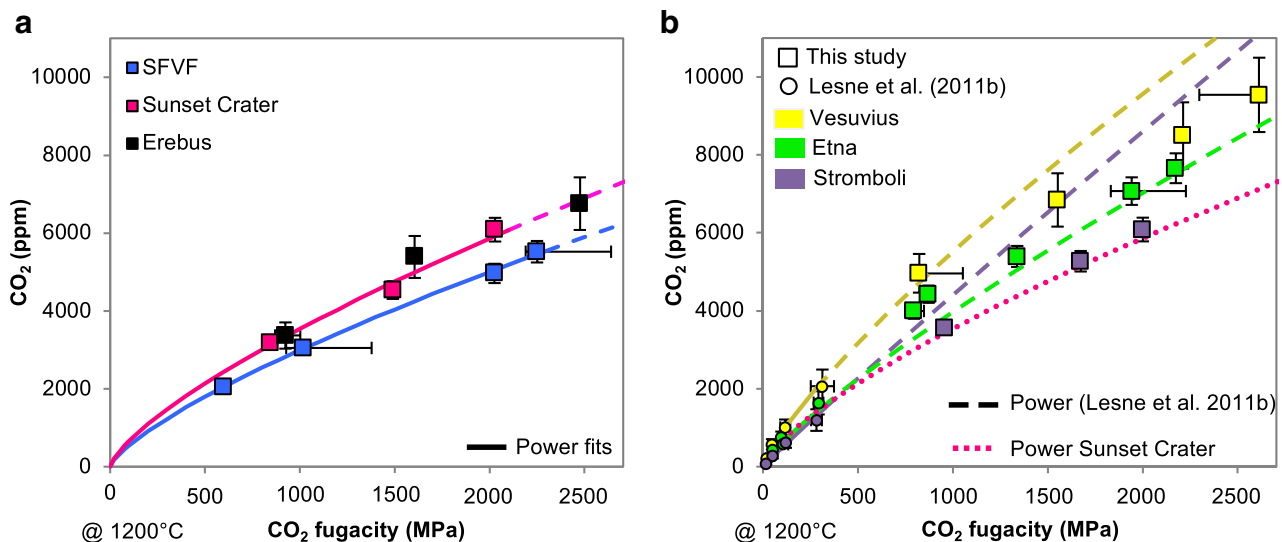 a
10000
8000
6000
4000
2000
0
CO2 (ppm)
SFVF
Sunset Crater
Erebus
Power fits
0
500
1000
1500
2000
2500
@ 1200°C
CO2 fugacity (MPa)
b
10000
8000
6000
4000
2000
0
CO2 (ppm)
This study
Lesne et al. (2011b)
Vesuvius
Etna
Stromboli
Power (Lesne et al. 2011b)
Power Sunset Crater
0
500
1000
1500
2000
2500
@ 1200°C
CO2 fugacity (MPa)